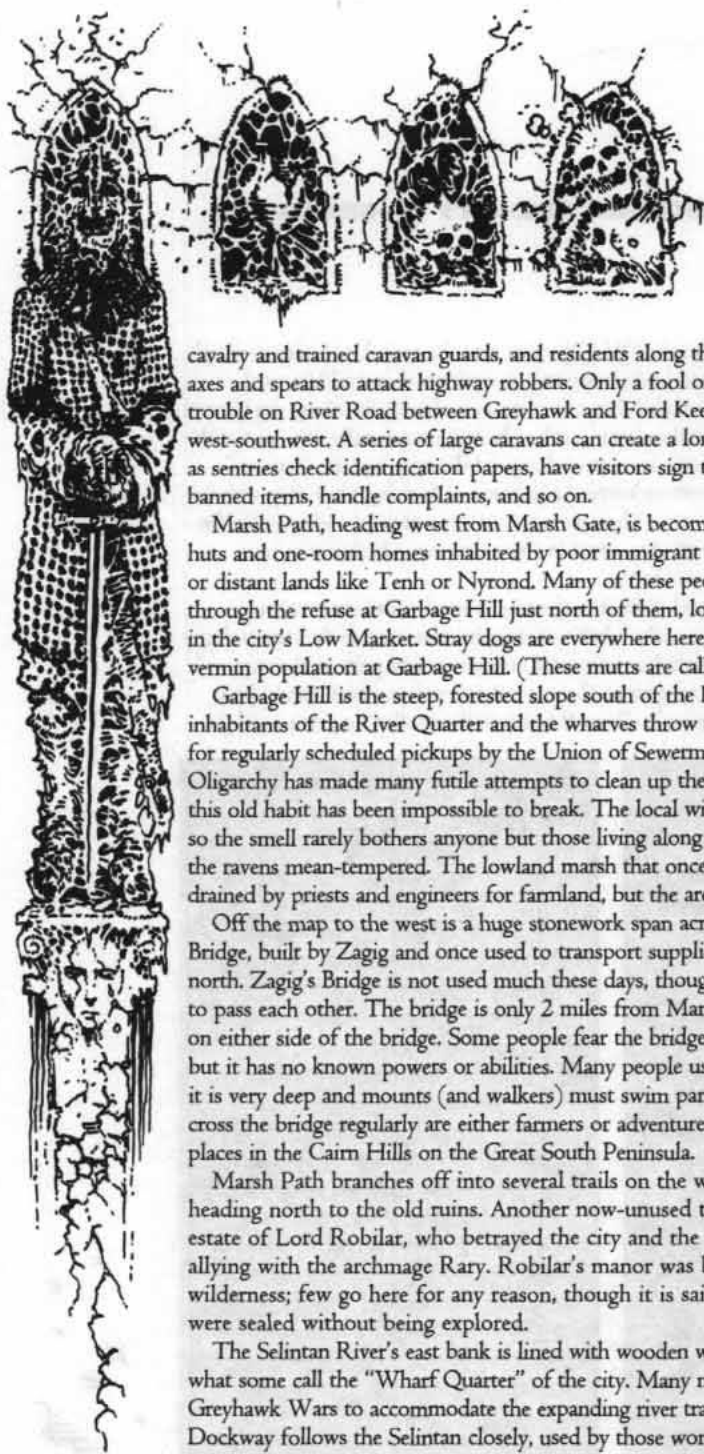 cavalry and trained caravan guards, and residents along th
axes and spears to attack highway robbers. Only a fool o
trouble on River Road between Greyhawk and Ford Kee
west-southwest. A series of large caravans can create a lon
as sentries check identification papers, have visitors sign t
banned items, handle complaints, and so on.
Marsh Path, heading west from Marsh Gate, is becom
huts and one-room homes inhabited by poor immigrant
or distant lands like Tenh or Nyrond. Many of these peo
through the refuse at Garbage Hill just north of them, lo
in the city's Low Market. Stray dogs are everywhere here
vermin population at Garbage Hill. (These mutts are call
Garbage Hill is the steep, forested slope south of the
inhabitants of the River Quarter and the wharves throw
for regularly scheduled pickups by the Union of Sewerm
Oligarchy has made many futile attempts to clean up the
this old habit has been impossible to break. The local wi
so the smell rarely bothers anyone but those living along
the ravens mean-tempered. The lowland marsh that once
drained by priests and engineers for farmland, but the are
Off the map to the west is a huge stonework span acr
Bridge, built by Zagig and once used to transport suppli
north. Zagig's Bridge is not used much these days, thoug
to pass each other. The bridge is only 2 miles from Mar
on either side of the bridge. Some people fear the bridge
but it has no known powers or abilities. Many people us
it is very deep and mounts (and walkers) must swim par
cross the bridge regularly are either farmers or adventure
places in the Cairn Hills on the Great South Peninsula.
Marsh Path branches off into several trails on the w
heading north to the old ruins. Another now-unused t
estate of Lord Robilar, who betrayed the city and the
allying with the archmage Rary. Robilar's manor was
wilderness; few go here for any reason, though it is sai
were sealed without being explored.
The Selintan River's east bank is lined with wooden w
what some call the "Wharf Quarter" of the city. Many
Greyhawk Wars to accommodate the expanding river tra
Dockway follows the Selintan closely, used by those wor